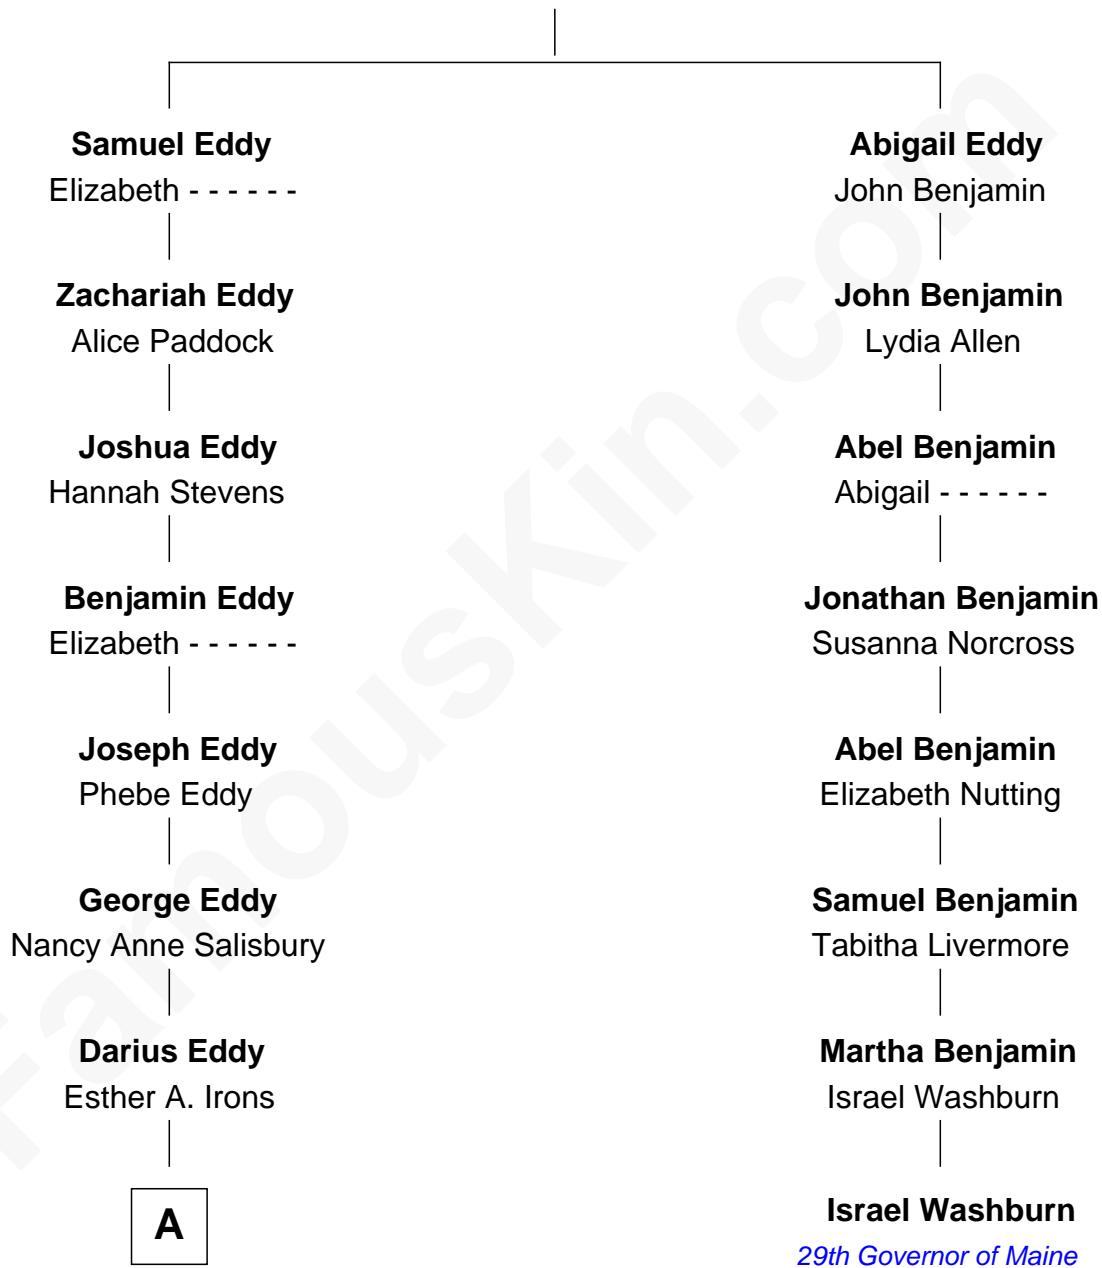 Samuel Eddy
Elizabeth - - - - - -
Abigail Eddy
John Benjamin
Zachariah Eddy
Alice Paddock
John Benjamin
Lydia Allen
Joshua Eddy
Hannah Stevens
Abel Benjamin
Abigail - - - - - -
Benjamin Eddy
Elizabeth - - - - - -
Jonathan Benjamin
Susanna Norcross
Joseph Eddy
Phebe Eddy
Abel Benjamin
Elizabeth Nutting
George Eddy
Nancy Anne Salisbury
Samuel Benjamin
Tabitha Livermore
Darius Eddy
Esther A. Irons
Martha Benjamin
Israel Washburn
A
Israel Washburn
29th Governor of Maine
FamousKin.com